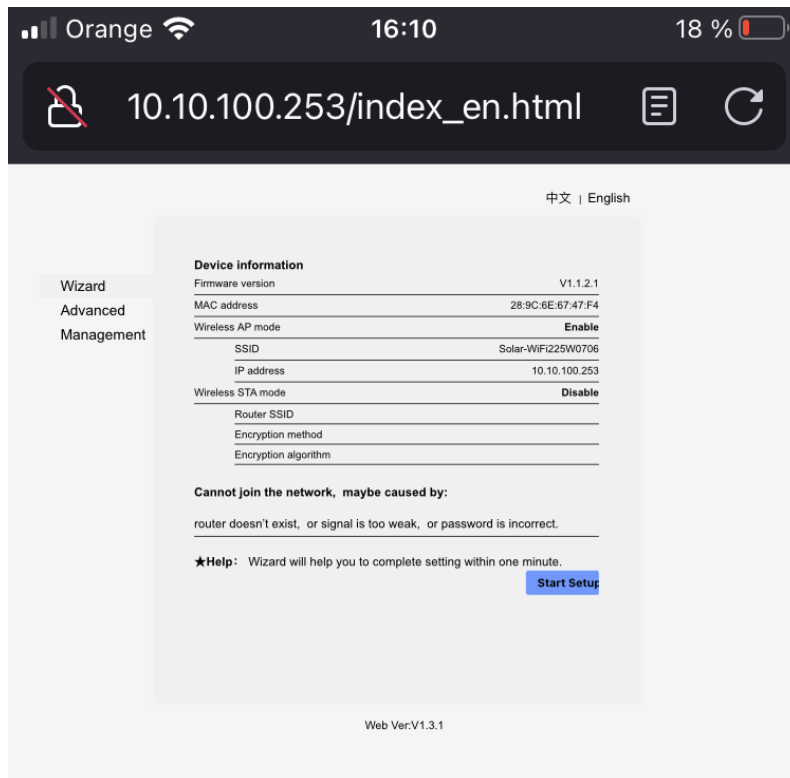 Orange 16:10 18 %
10.10.100.253/index_en.html
中文 | English
Wizard
Advanced
Management
Device information
Firmware version V1.1.2.1
MAC address 28:9C:6E:67:47:F4
Wireless AP mode Enable
SSID Solar-WiFi225W0706
IP address 10.10.100.253
Wireless STA mode Disable
Router SSID
Encryption method
Encryption algorithm
Cannot join the network, maybe caused by:
router doesn't exist, or signal is too weak, or password is incorrect.
★Help: Wizard will help you to complete setting within one minute.
Start Setup
Web Ver:V1.3.1